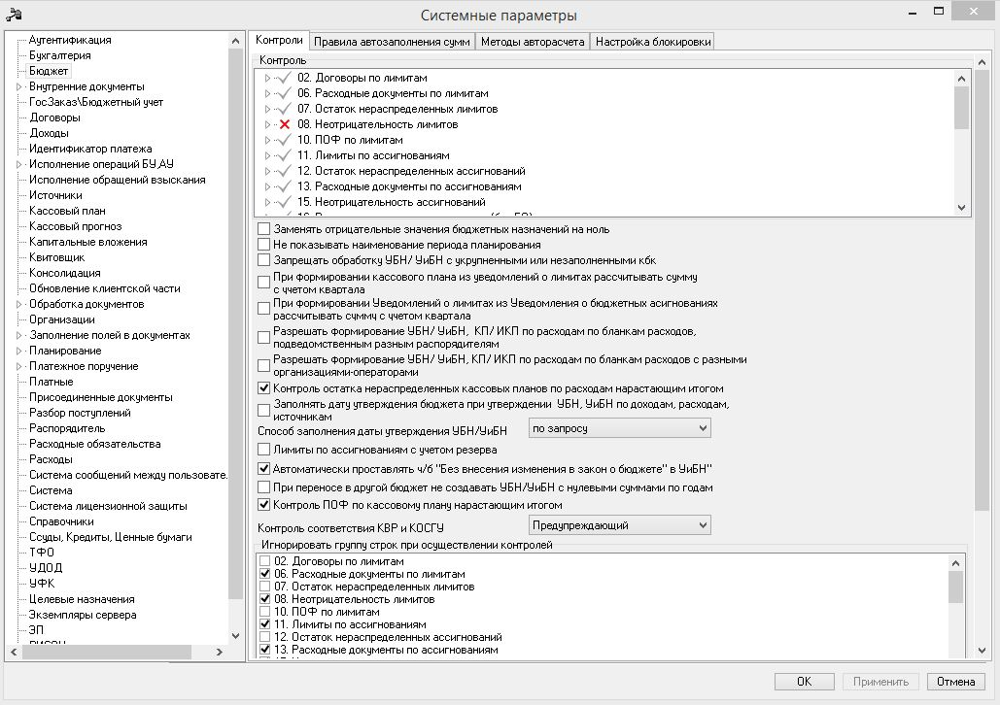 Системные параметры
Аутентификация
Бухгалтерия
Бюджет
Внутренние документы
ГосЗаказ\Бюджетный учет
Договоры
Доходы
Идентификатор платежа
Исполнение операций БУ,АУ
Исполнение обращений взыскания
Источники
Кассовый план
Кассовый прогноз
Капитальные вложения
Квитовщик
Консолидация
Обновление клиентской части
Обработка документов
Организации
Заполнение полей в документах
Планирование
Платежное поручение
Платные
Присоединенные документы
Разбор поступлений
Распорядитель
Расходные обязательства
Расходы
Система сообщений между пользовате.
Система
Система лицензионной защиты
Справочники
Ссуды, Кредиты, Ценные бумаги
ТФО
УДОД
УФК
Целевые назначения
Экземпляры сервера
ЭП
Контроли
Правила автозаполнения сумм
Методы авторасчета
Настройка блокировки
Контроль
02. Договоры по лимитам
06. Расходные документы по лимитам
07. Остаток нераспределенных лимитов
08. Неотрицательность лимитов
10. ПОФ по лимитам
11. Лимиты по ассигнованиям
12. Остаток нераспределенных ассигнований
13. Расходные документы по ассигнованиям
15. Неотрицательность ассигнований
Заменять отрицательные значения бюджетных назначений на ноль
Не показывать наименование периода планирования
Запрещать обработку УБН/ УиБН с укрупненными или незаполненными кбк
При формировании кассового плана из уведомлений о лимитах рассчитывать сумму
с учетом квартала
При формировании Уведомлений о лимитах из Уведомления о бюджетных асигнованиях
рассчитывать сумму с учетом квартала
Разрешать формирование УБН/ УиБН, КП/ ИКП по расходам по бланкам расходов,
подведомственным разным распорядителям
Разрешать формирование УБН/ УиБН, КП/ ИКП по расходам по бланкам расходов с разными
организациями-операторами
Контроль остатка нераспределенных кассовых планов по расходам нарастающим итогом
Заполнять дату утверждения бюджета при утверждении УБН, УиБН по доходам, расходам,
источникам
Способ заполнения даты утверждения УБН/УиБН
по запросу
Лимиты по ассигнованиям с учетом резерва
Автоматически проставлять ч/б "Без внесения изменения в закон о бюджете" в УиБН"
При переносе в другой бюджет не создавать УБН/УиБН с нулевыми суммами по годам
Контроль ПОФ по кассовому плану нарастающим итогом
Контроль соответствия КВР и КОСГУ
Предупреждающий
Игнорировать группу строк при осуществлении контролей
02. Договоры по лимитам
06. Расходные документы по лимитам
07. Остаток нераспределенных лимитов
08. Неотрицательность лимитов
10. ПОФ по лимитам
11. Лимиты по ассигнованиям
12. Остаток нераспределенных ассигнований
13. Расходные документы по ассигнованиям
OK
Применить
Отмена